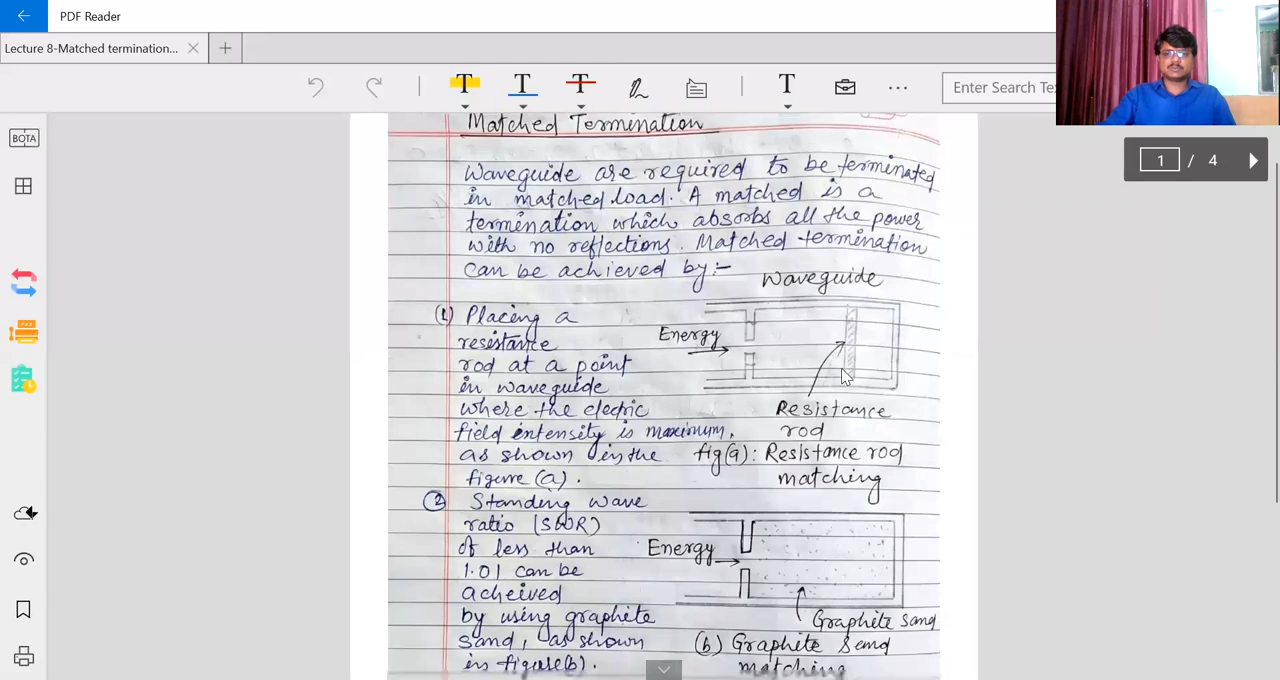 PDF Reader
Lecture 8-Matched termination...
Enter Search Te
BOTA
1 / 4
Matched Termination
Waveguide are required to be terminated
in matched load. A matched is a
termination which absorbs all the power
with no reflections. Matched termination
can be achieved by:-
Waveguide
(1) Placing a
resistance
rod at a point
in waveguide
where the electric
field intensity is maximum,
as shown in the
figure (a).
Energy
Resistance
rod
fig(a): Resistance rod
matching
(2) Standing wave
ratio (SWR)
of less than
1.01 can be
acheived
by using graphite
sand, as shown
in figure(b).
Energy
Graphite Sand
(b) Graphite Sand
matching